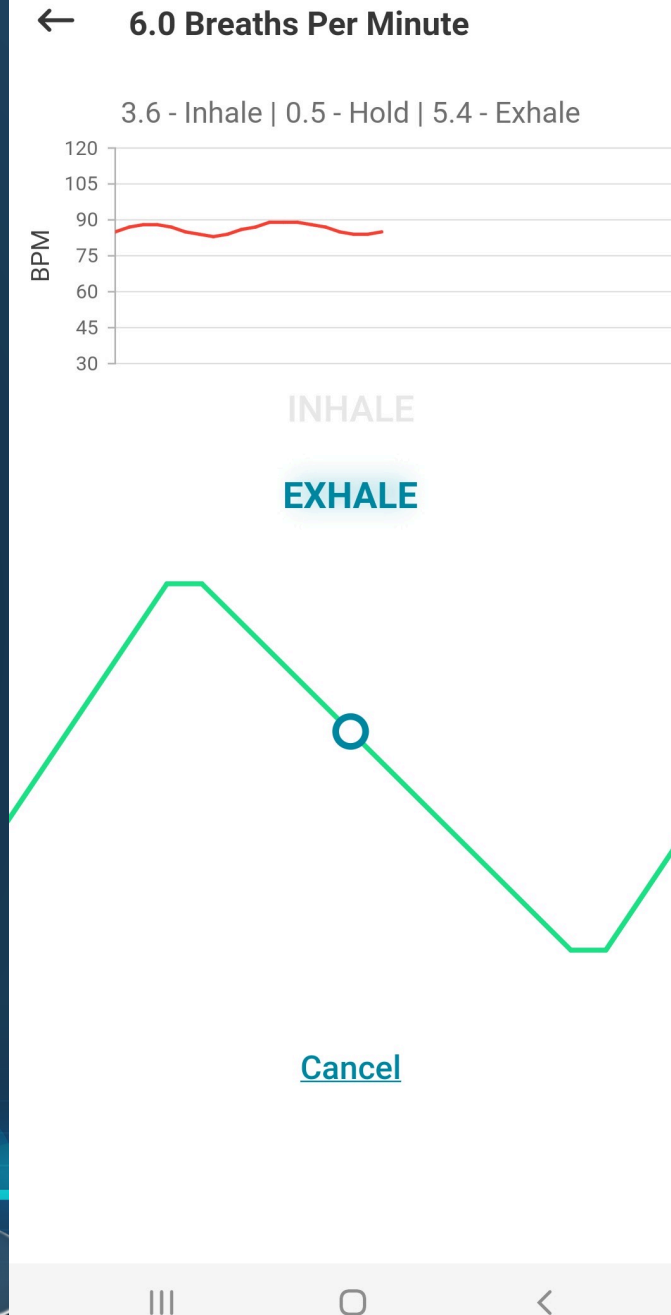 6.0 Breaths Per Minute
3.6 - Inhale | 0.5 - Hold | 5.4 - Exhale
120
105
90
75
60
45
30
BPM
INHALE
EXHALE
Cancel